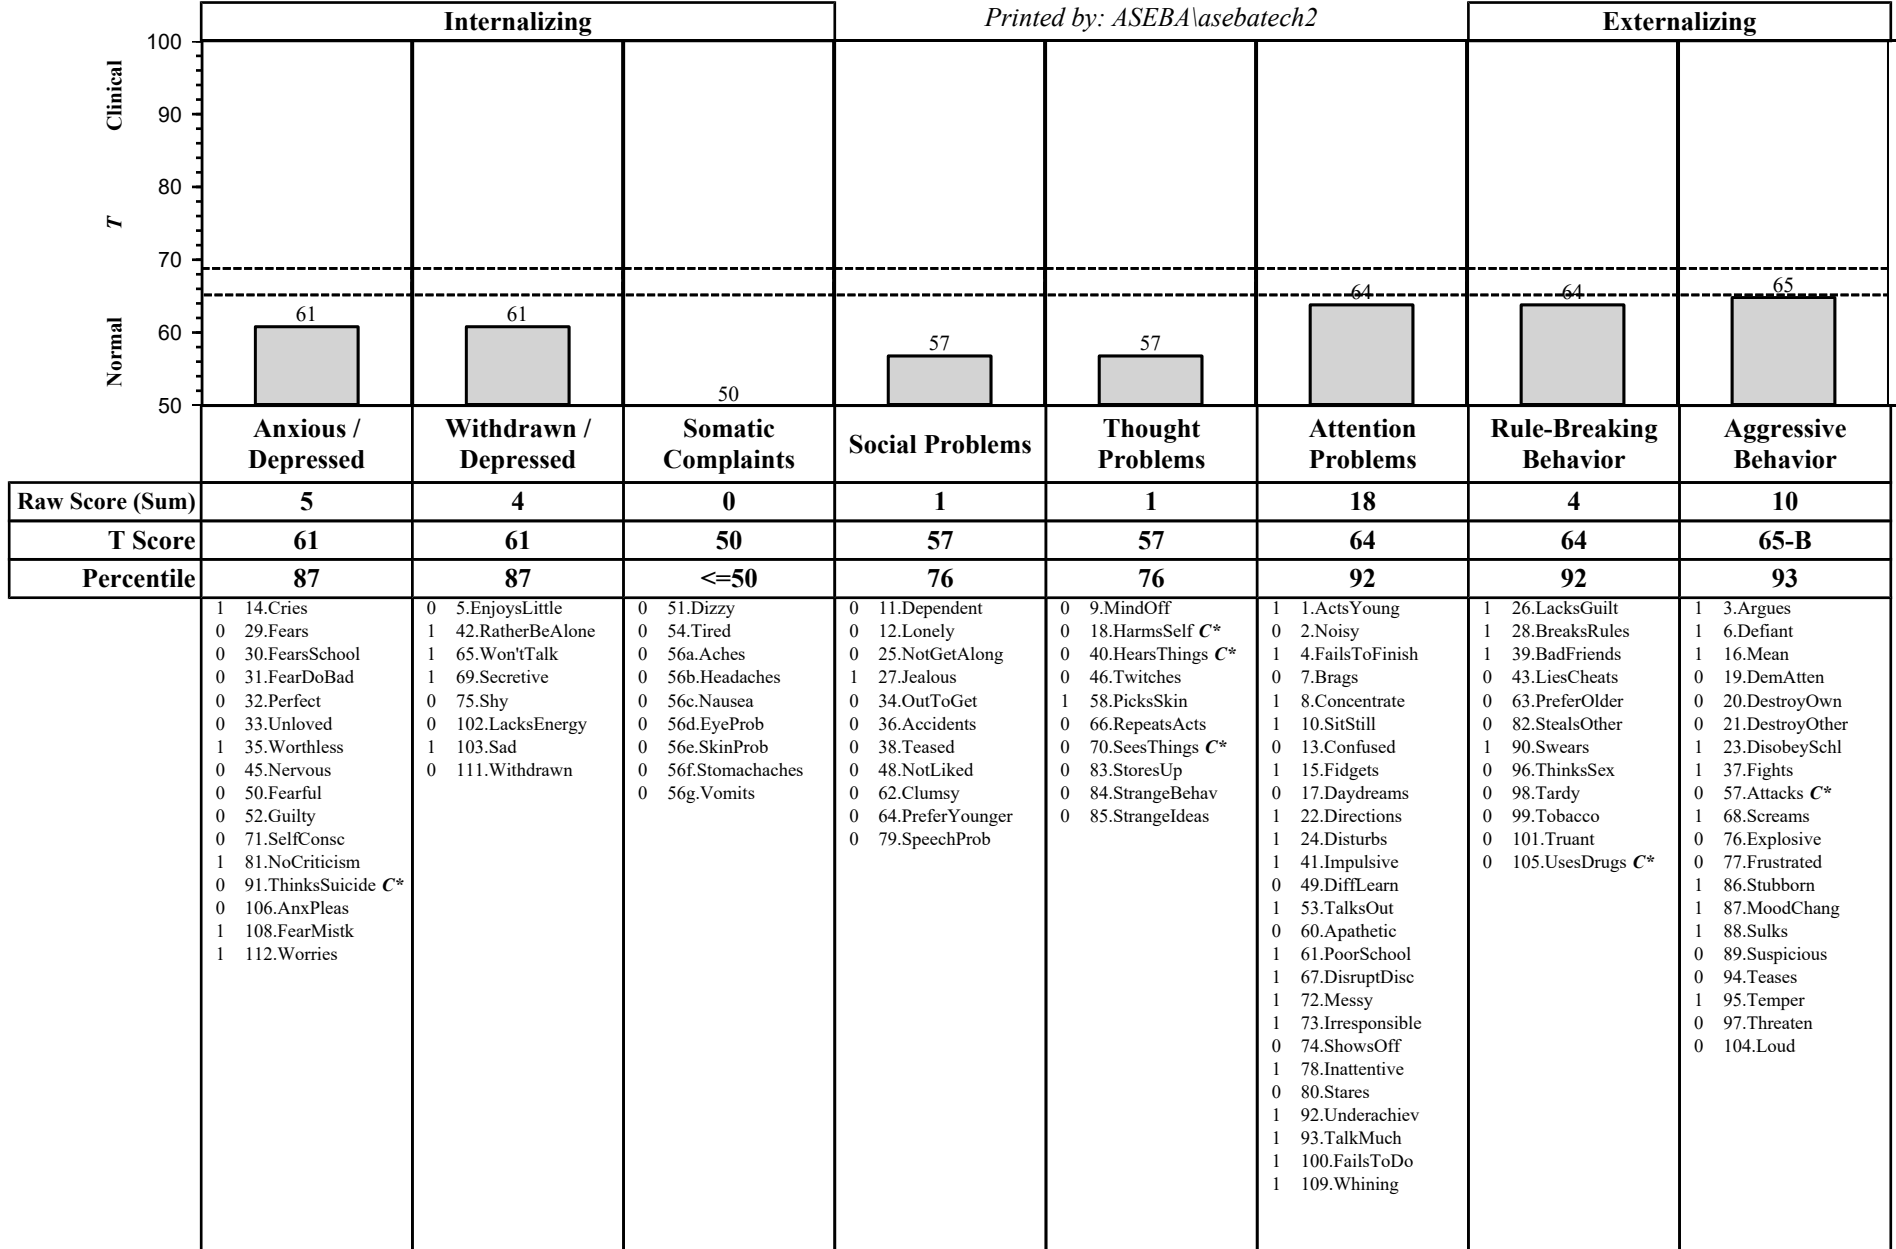 Internalizing
Printed by: ASEBA\asebatech2
Externalizing
100
90
80
70
60
50
Clinical
T
Normal
61
61
50
57
57
64
64
65
Anxious / Depressed
Withdrawn / Depressed
Somatic Complaints
Social Problems
Thought Problems
Attention Problems
Rule-Breaking Behavior
Aggressive Behavior
Raw Score (Sum) 5 4 0 1 1 18 4 10
T Score 61 61 50 57 57 64 64 65-B
Percentile 87 87 <=50 76 76 92 92 93
1 14.Cries
0 29.Fears
0 30.FearsSchool
0 31.FearDoBad
0 32.Perfect
0 33.Unloved
1 35.Worthless
0 45.Nervous
0 50.Fearful
0 52.Guilty
0 71.SelfConsc
1 81.NoCriticism
0 91.ThinksSuicide C*
0 106.AnxPleas
1 108.FearMistk
1 112.Worries
0 5.EnjoysLittle
1 42.RatherBeAlone
1 65.Won'tTalk
1 69.Secretive
0 75.Shy
0 102.LacksEnergy
1 103.Sad
0 111.Withdrawn
0 51.Dizzy
0 54.Tired
0 56a.Aches
0 56b.Headaches
0 56c.Nausea
0 56d.EyeProb
0 56e.SkinProb
0 56f.Stomachaches
0 56g.Vomits
0 11.Dependent
0 12.Lonely
0 25.NotGetAlong
1 27.Jealous
0 34.OutToGet
0 36.Accidents
0 38.Teased
0 48.NotLiked
0 62.Clumsy
0 64.PreferYounger
0 79.SpeechProb
0 9.MindOff
0 18.HarmsSelf C*
0 40.HearsThings C*
0 46.Twitches
1 58.PicksSkin
0 66.RepeatsActs
0 70.SeesThings C*
0 83.StoresUp
0 84.StrangeBehav
0 85.StrangeIdeas
1 1.ActsYoung
0 2.Noisy
1 4.FailsToFinish
0 7.Brags
1 8.Concentrate
1 10.SitStill
0 13.Confused
1 15.Fidgets
0 17.Daydreams
1 22.Directions
1 24.Disturbs
1 41.Impulsive
0 49.DiffLearn
1 53.TalksOut
0 60.Apathetic
1 61.PoorSchool
1 67.DisruptDisc
1 72.Messy
1 73.Irresponsible
0 74.ShowsOff
1 78.Inattentive
0 80.Stares
1 92.Underachiev
1 93.TalkMuch
1 100.FailsToDo
1 109.Whining
1 26.LacksGuilt
1 28.BreaksRules
1 39.BadFriends
0 43.LiesCheats
0 63.PreferOlder
0 82.StealsOther
1 90.Swears
0 96.ThinksSex
0 98.Tardy
0 99.Tobacco
0 101.Truant
0 105.UsesDrugs C*
1 3.Argues
1 6.Defiant
1 16.Mean
0 19.DemAtten
0 20.DestroyOwn
0 21.DestroyOther
1 23.DisobeySchl
1 37.Fights
0 57.Attacks C*
1 68.Screams
0 76.Explosive
0 77.Frustrated
1 86.Stubborn
1 87.MoodChang
1 88.Sulks
0 89.Suspicious
0 94.Teases
1 95.Temper
0 97.Threaten
0 104.Loud